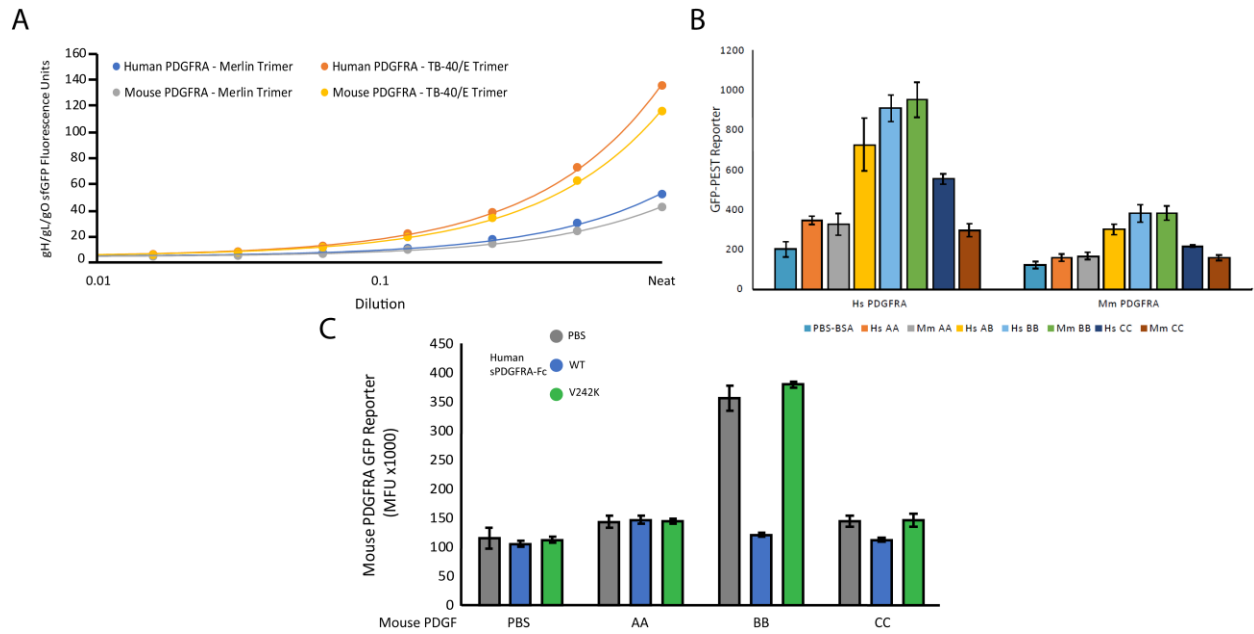 A
160
140
120
100
80
60
40
20
0
gH/gL/gO sfGFP Fluorescence Units
Human PDGFRA - Merlin Trimer
Human PDGFRA - TB-40/E Trimer
Mouse PDGFRA - Merlin Trimer
Mouse PDGFRA - TB-40/E Trimer
0.01
0.1
Neat
Dilution
B
1200
1000
800
600
400
200
0
GFP-PEST Reporter
Hs PDGFRA
Mm PDGFRA
PBS-BSA
Hs AA
Mm AA
Hs AB
Hs BB
Mm BB
Hs CC
Mm CC
C
450
400
350
300
250
200
150
100
50
0
Mouse PDGFRA GFP Reporter
(MFU x1000)
Human
sPDGFRA-Fc
PBS
WT
V242K
Mouse PDGF
PBS
AA
BB
CC